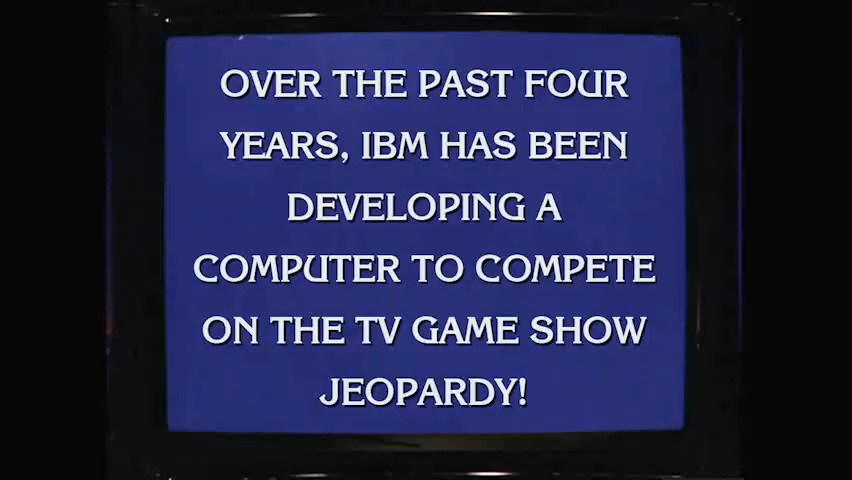 OVER THE PAST FOUR
YEARS, IBM HAS BEEN
DEVELOPING A
COMPUTER TO COMPETE
ON THE TV GAME SHOW
JEOPARDY!